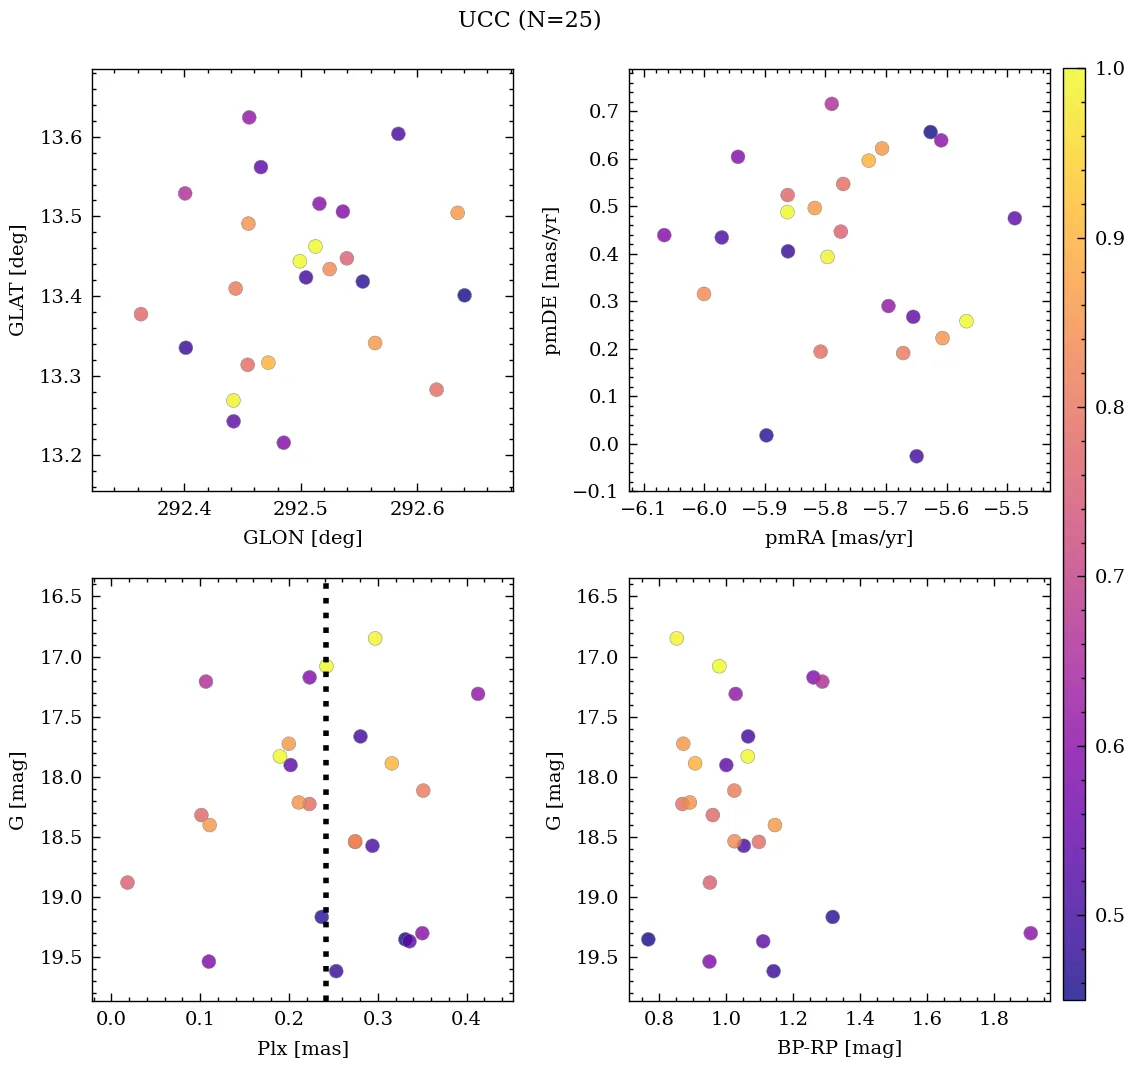 UCC (N=25)
13.6
13.5
13.4
13.3
13.2
GLAT [deg]
292.4 292.5 292.6
GLON [deg]
0.7
0.6
0.5
0.4
0.3
0.2
0.1
0.0
−0.1
pmDE [mas/yr]
−6.1 −6.0 −5.9 −5.8 −5.7 −5.6 −5.5
pmRA [mas/yr]
16.5
17.0
17.5
18.0
18.5
19.0
19.5
G [mag]
0.0 0.1 0.2 0.3 0.4
Plx [mas]
16.5
17.0
17.5
18.0
18.5
19.0
19.5
G [mag]
0.8 1.0 1.2 1.4 1.6 1.8
BP-RP [mag]
1.0
0.9
0.8
0.7
0.6
0.5